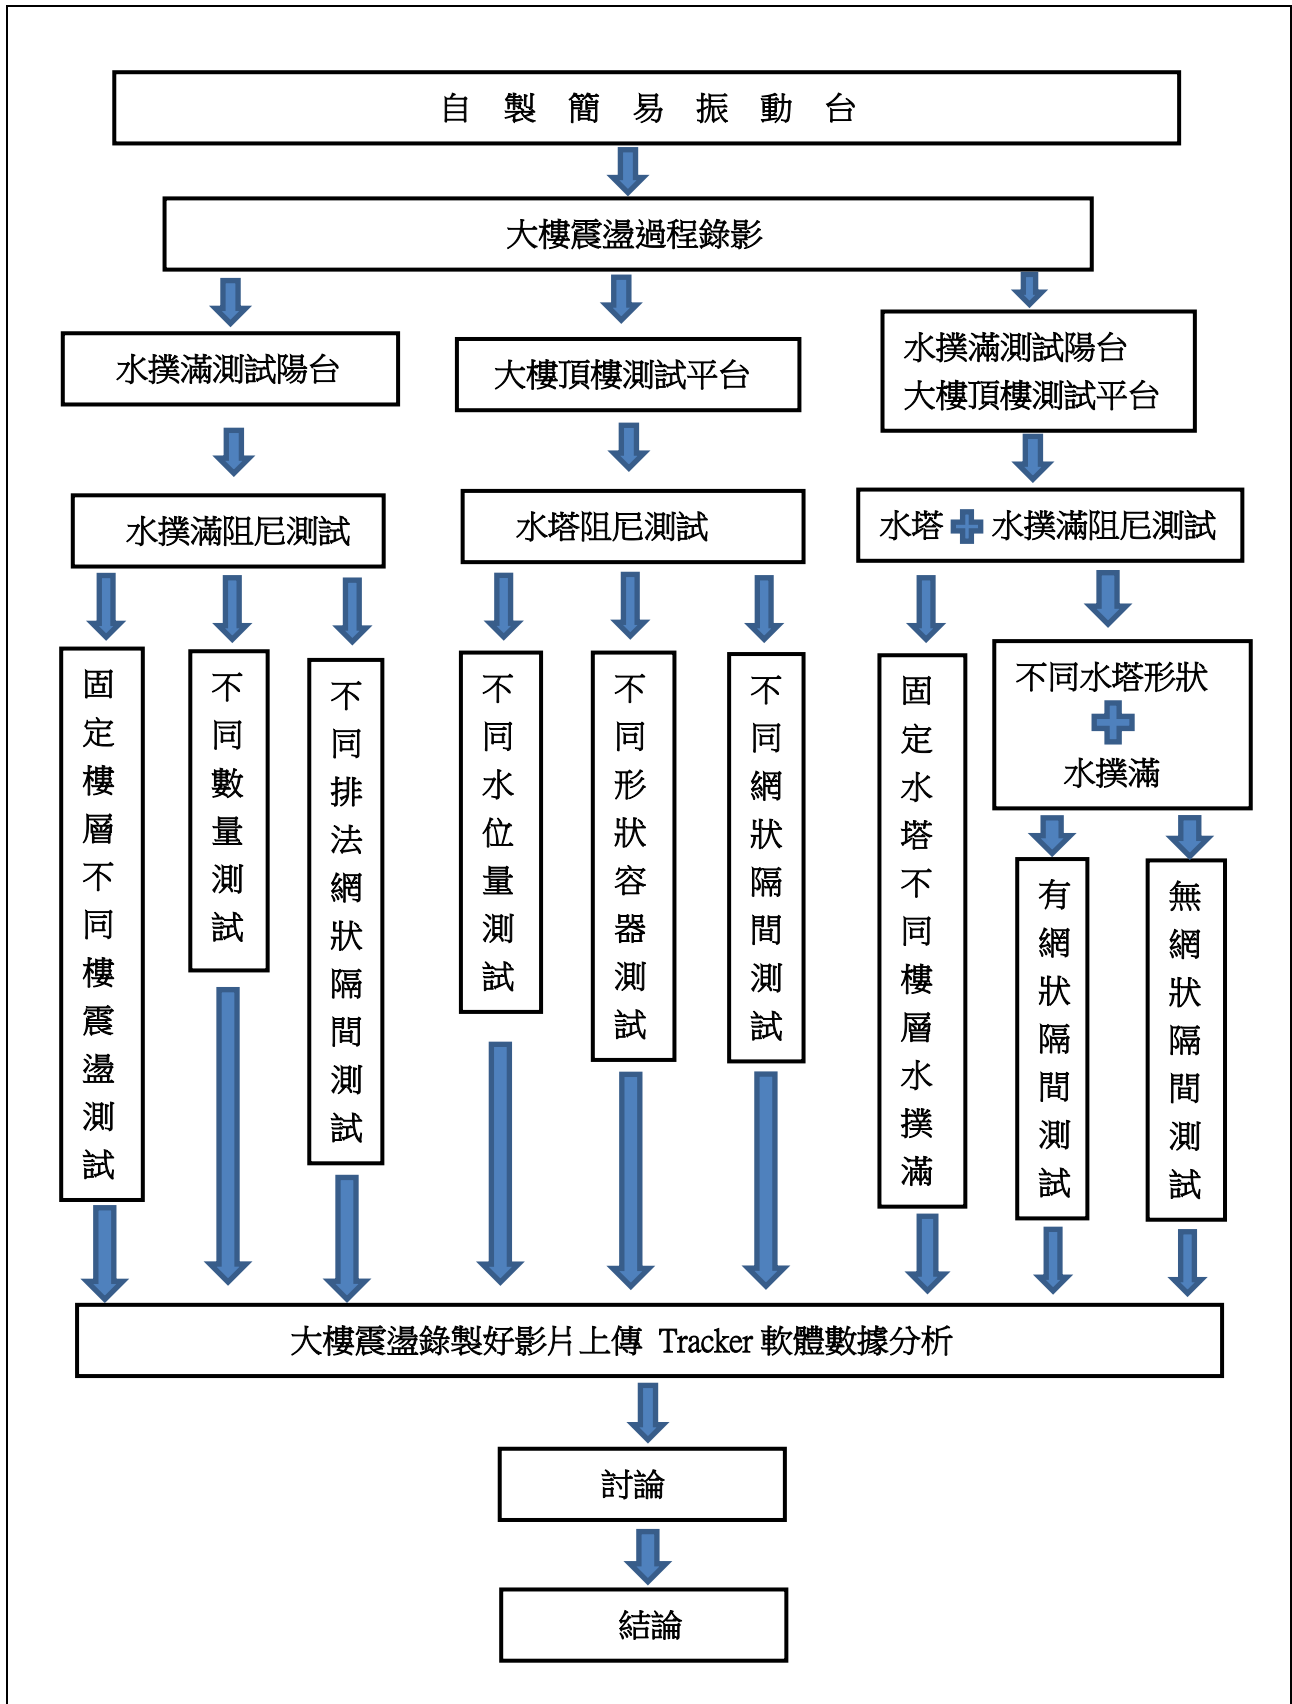 自製簡易振動台
大樓震盪過程錄影
水撲滿測試陽台
大樓頂樓測試平台
水撲滿測試陽台
大樓頂樓測試平台
水撲滿阻尼測試
水塔阻尼測試
水塔 水撲滿阻尼測試
固定樓層不同樓震盪測試
不同數量測試
不同排法網狀隔間測試
不同水位量測試
不同形狀容器測試
不同網狀隔間測試
固定水塔不同樓層水撲滿
不同水塔形狀
水撲滿
有網狀隔間測試
無網狀隔間測試
大樓震盪錄製好影片上傳 Tracker 軟體數據分析
討論
結論